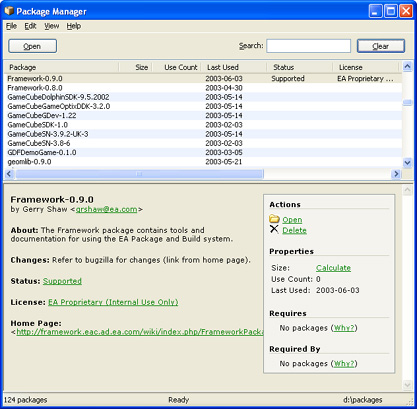 Package Manager
File Edit View Help
Open Search: Clear
Package Size Use Count Last Used Status License
Framework-0.9.0 2003-06-03 Supported EA Proprietary ...
Framework-0.8.0 2003-04-30
GameCubeDolphinSDK-9.5.2002 2003-05-14
GameCubeGameOptixDDK-3.2.0 2003-05-14
GameCubeGDev-1.22 2003-05-14
GameCubeSDK-1.0 2003-02-03
GameCubeSN-3.9.2-UK-3 2003-05-14
GameCubeSN-3.8-6 2003-02-03
GDFDemoGame-0.1.0 2003-03-05
geomlib-0.9.0 2003-05-21
Framework-0.9.0
by Gerry Shaw <grshaw@ea.com>
About: The Framework package contains tools and
documentation for using the EA Package and Build system.
Changes: Refer to bugzilla for changes (link from home page).
Status: Supported
License: EA Proprietary (Internal Use Only)
Home Page:
<http://framework.eac.ad.ea.com/wiki/index.php/FrameworkPacka
Actions
Open
Delete
Properties
Size: Calculate
Use Count: 0
Last Used: 2003-06-03
Requires
No packages (Why?)
Required By
No packages (Why?)
124 packages Ready d:\packages